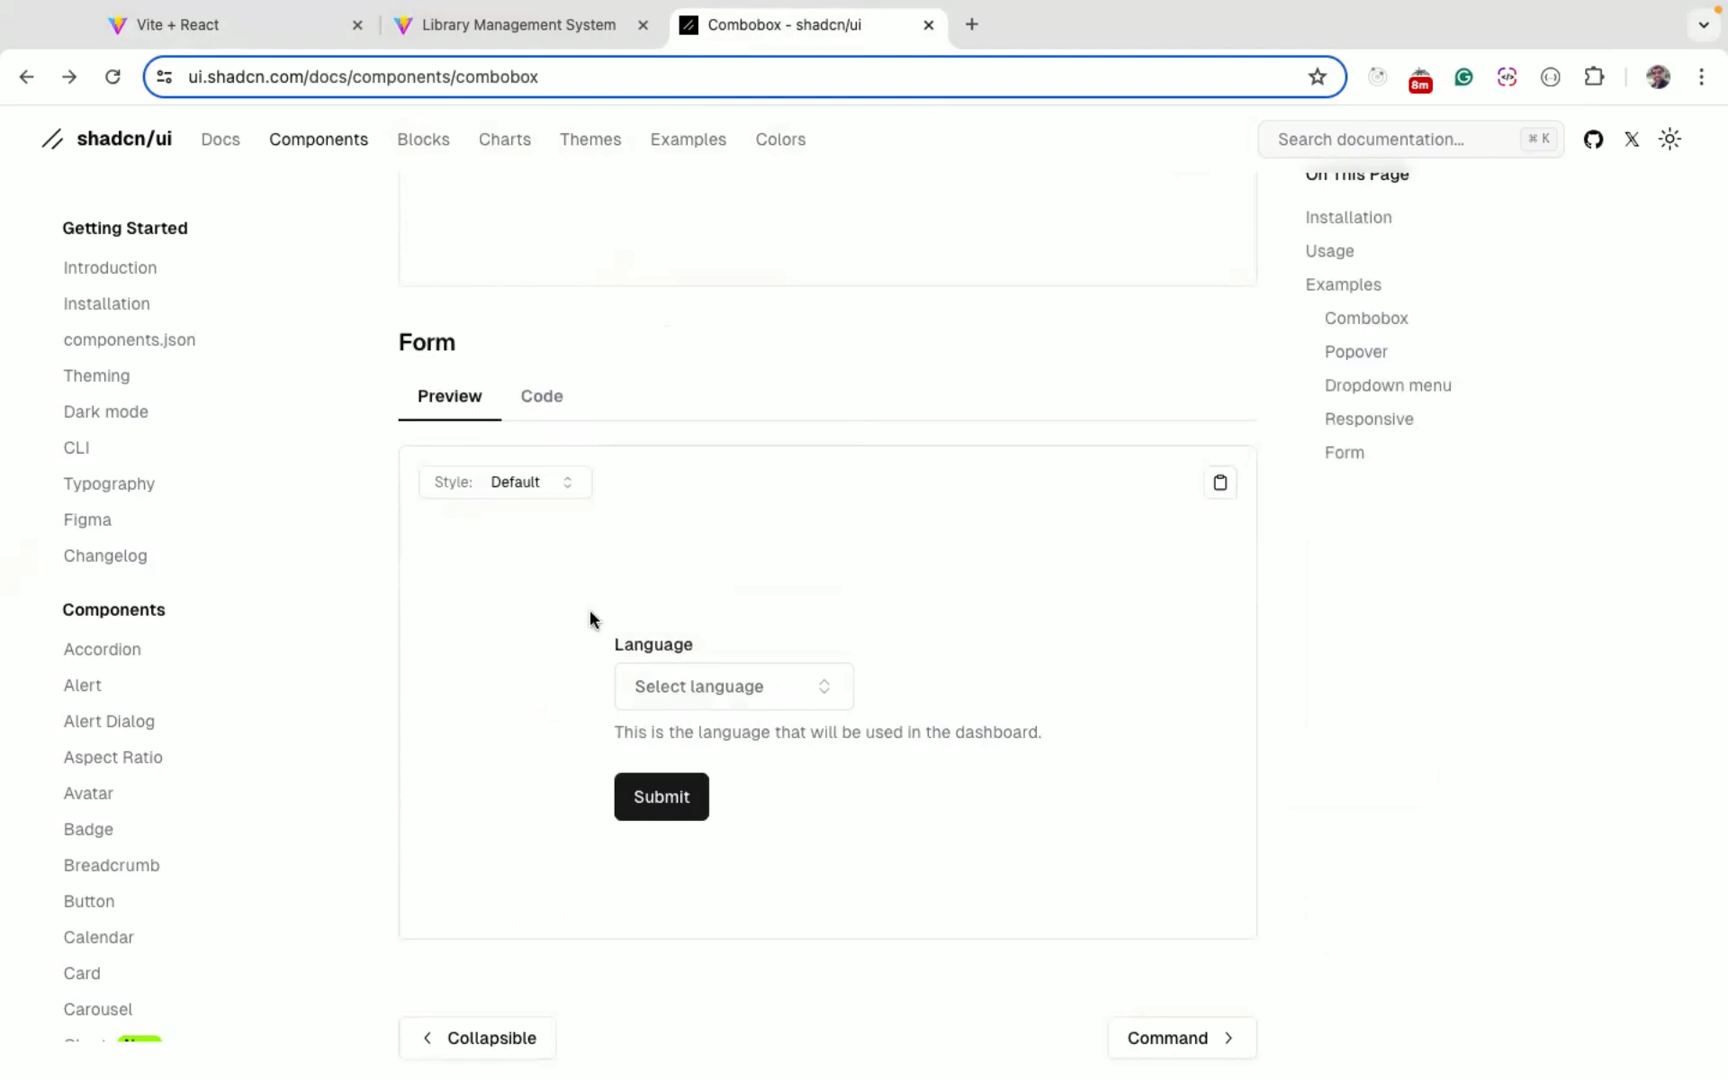 Vite + React
Library Management System
Combobox - shadcn/ui
ui.shadcn.com/docs/components/combobox
8m
shadcn/ui
Docs
Components
Blocks
Charts
Themes
Examples
Colors
Search documentation...
⌘ K
Getting Started
Introduction
Installation
components.json
Theming
Dark mode
CLI
Typography
Figma
Changelog
Components
Accordion
Alert
Alert Dialog
Aspect Ratio
Avatar
Badge
Breadcrumb
Button
Calendar
Card
Carousel
Form
Preview
Code
Style: Default
Language
Select language
This is the language that will be used in the dashboard.
Submit
Collapsible
Command
On This Page
Installation
Usage
Examples
Combobox
Popover
Dropdown menu
Responsive
Form